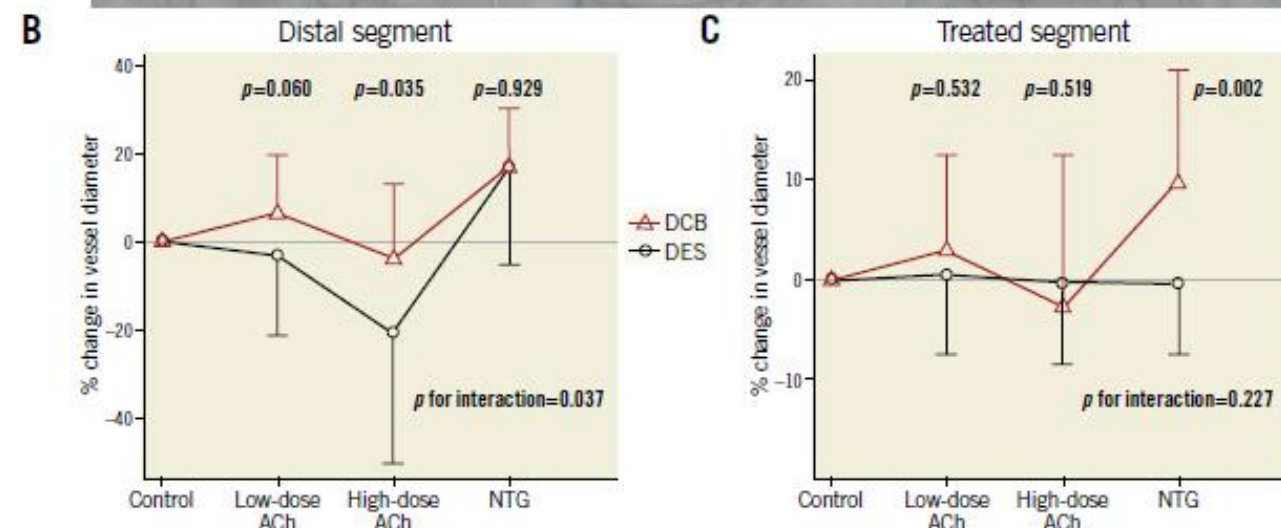 B
Distal segment
% change in vessel diameter
40
20
0
–20
–40
p=0.060 p=0.035 p=0.929
p for interaction=0.037
Control Low-dose ACh High-dose ACh NTG
DCB
DES
C
Treated segment
% change in vessel diameter
20
10
0
–10
p=0.532 p=0.519 p=0.002
p for interaction=0.227
Control Low-dose ACh High-dose ACh NTG